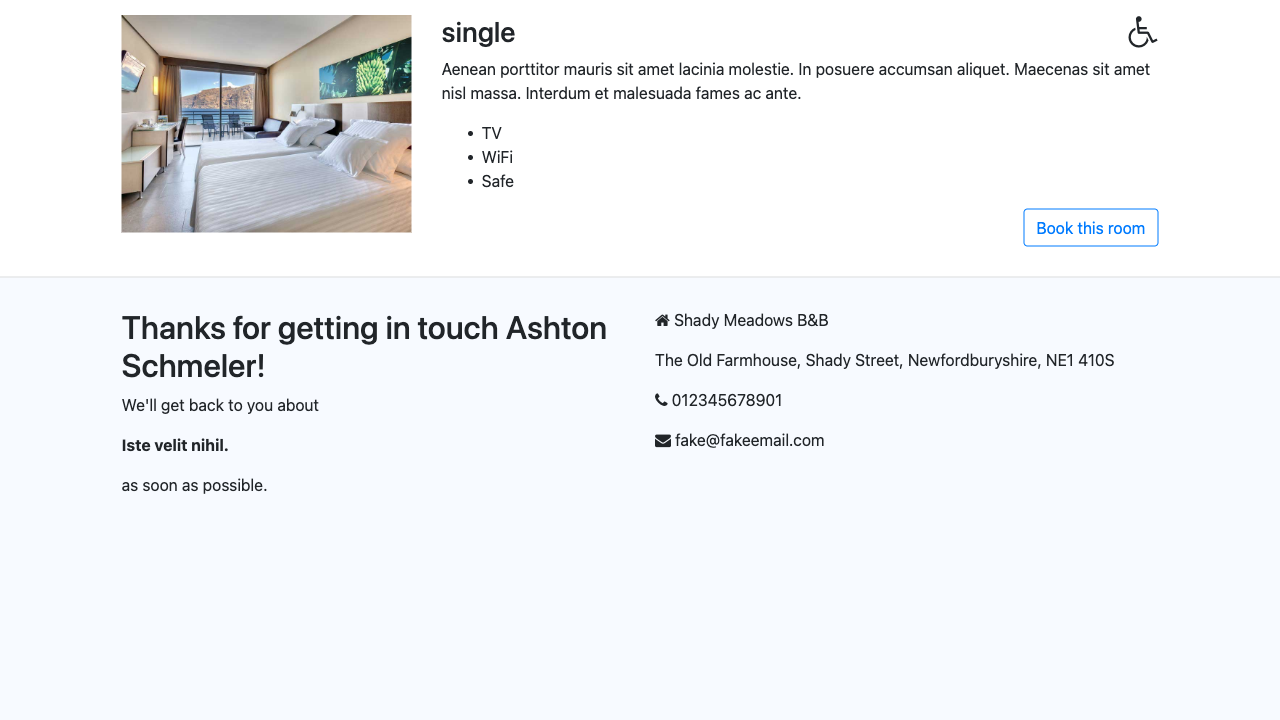 single
Aenean porttitor mauris sit amet lacinia molestie. In posuere accumsan aliquet. Maecenas sit amet
nisl massa. Interdum et malesuada fames ac ante.
• TV
• WiFi
• Safe
Book this room
Thanks for getting in touch Ashton
Schmeler!
We'll get back to you about
Iste velit nihil.
as soon as possible.
Shady Meadows B&B
The Old Farmhouse, Shady Street, Newfordburyshire, NE1 410S
012345678901
fake@fakeemail.com